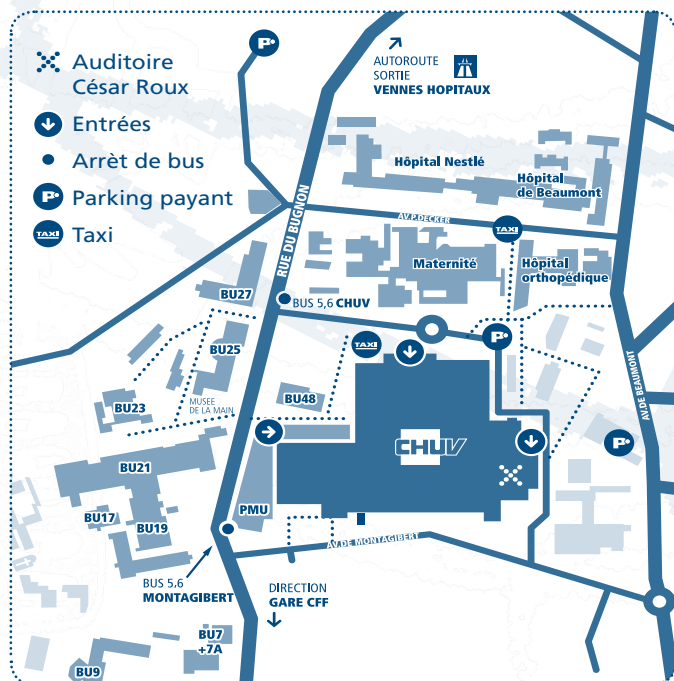 Auditoire
César Roux
Entrées
Arrèt de bus
P
Parking payant
TAXI
Taxi
P
AUTOROUTE
SORTIE
VENNES HOPITAUX
Hôpital Nestlé
Hôpital
de Beaumont
RUE DU BUGNON
AV.P.DECKER
TAXI
Maternité
Hôpital
orthopédique
BU27
BUS 5,6 CHUV
BU25
TAXI
P
MUSEE
DE LA MAIN
BU48
BU23
AV.DE BEAUMONT
CHUV
P
BU21
BU17
BU19
PMU
AV.DE MONTAGIBERT
BUS 5,6
MONTAGIBERT
DIRECTION
GARE CFF
BU7
+7A
BU9